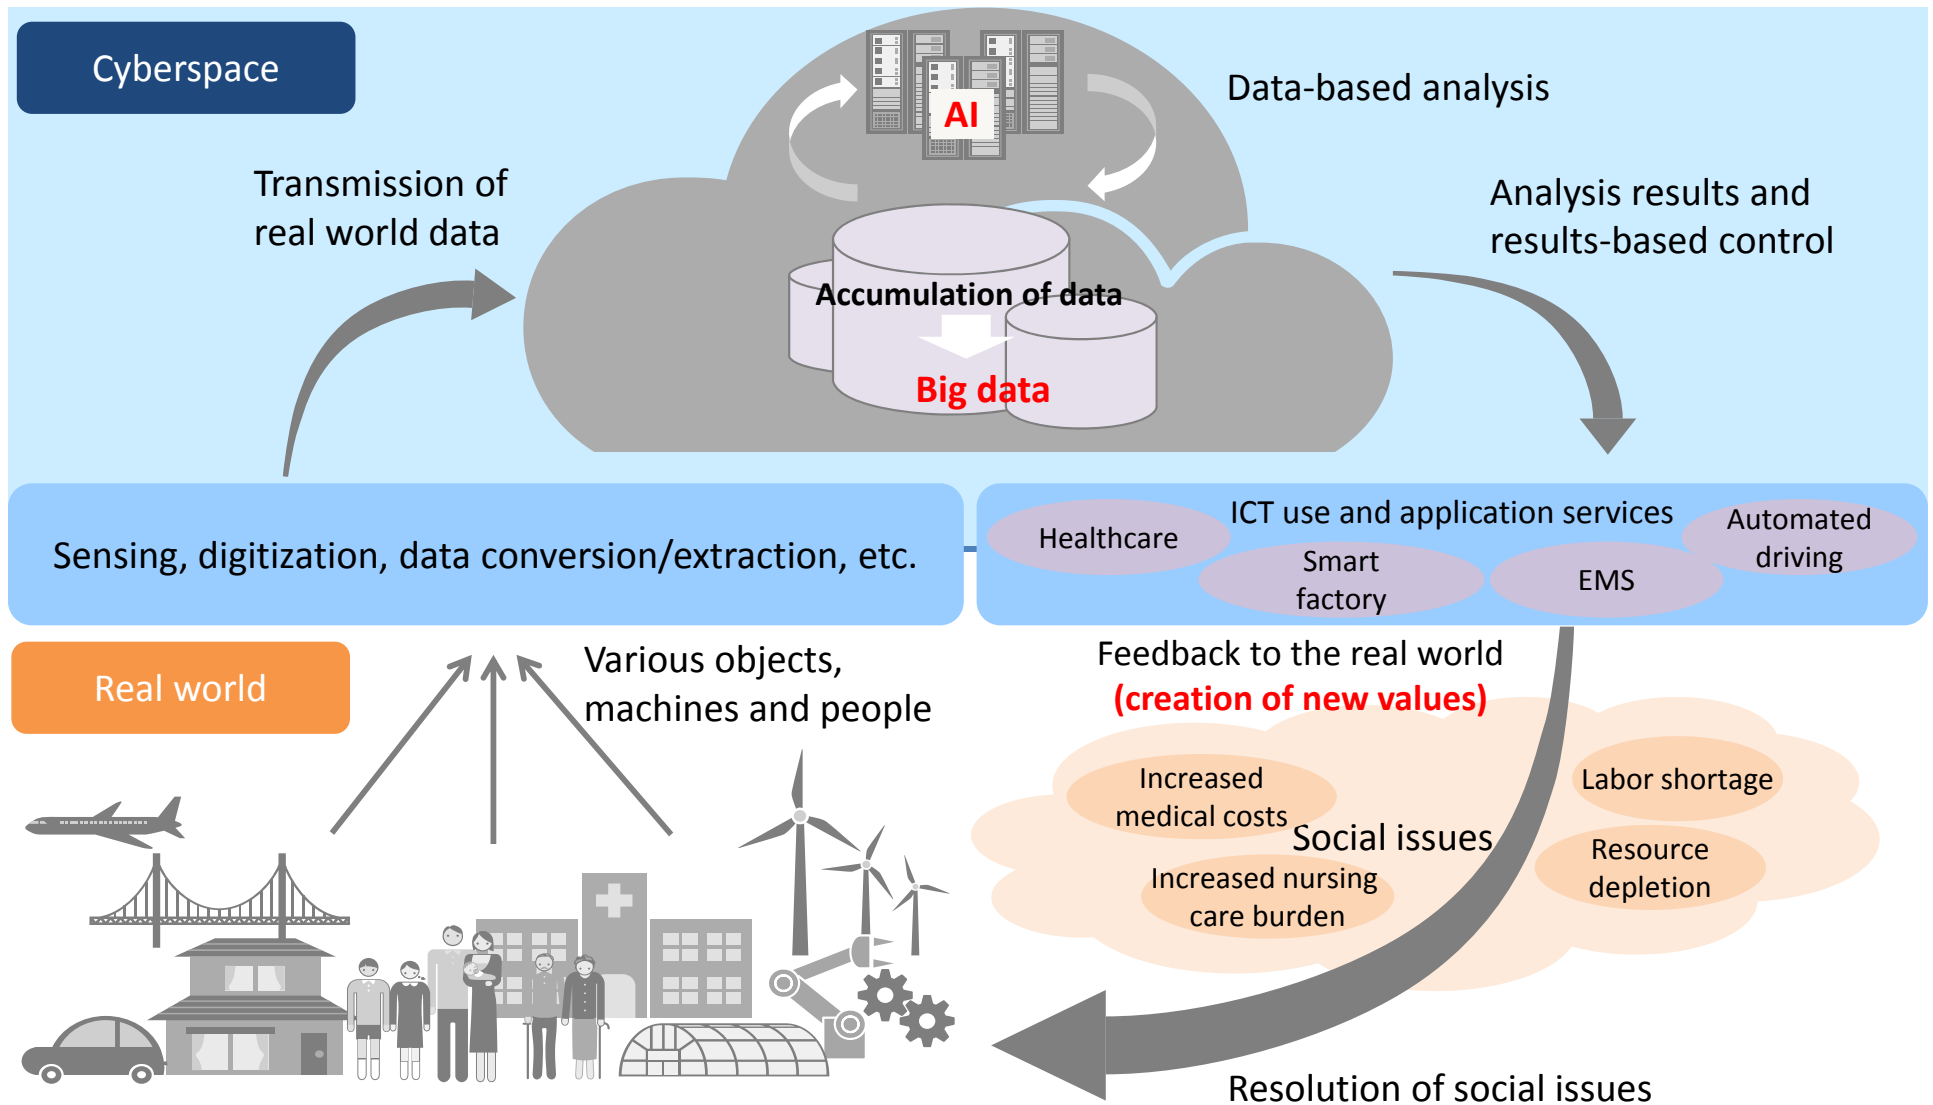 Cyberspace
AI
Data-based analysis
Transmission of
real world data
Analysis results and
results-based control
Accumulation of data
Big data
Sensing, digitization, data conversion/extraction, etc.
ICT use and application services
Healthcare
Smart
factory
EMS
Automated
driving
Real world
Various objects,
machines and people
Feedback to the real world
(creation of new values)
Increased
medical costs
Labor shortage
Social issues
Increased nursing
care burden
Resource
depletion
Resolution of social issues